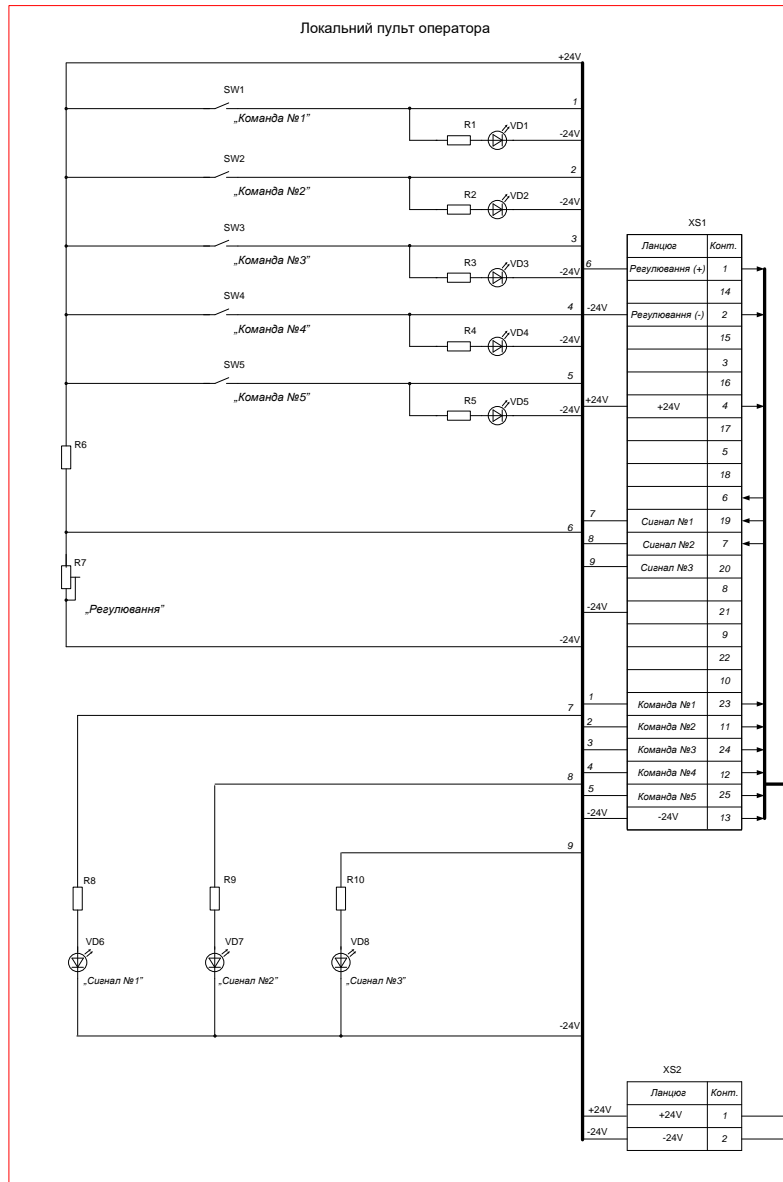 Локальний пульт оператора
+24V
SW1
1
„Команда №1”
R1
VD1
-24V
SW2
2
„Команда №2”
R2
VD2
-24V
SW3
3
„Команда №3”
R3
VD3
-24V
SW4
4
„Команда №4”
R4
VD4
-24V
SW5
5
„Команда №5”
R5
VD5
-24V
R6
6
R7
„Регулювання”
-24V
7
8
9
R8
R9
R10
VD6
VD7
VD8
„Сигнал №1”
„Сигнал №2”
„Сигнал №3”
-24V
XS1
Ланцюг Конт.
6 Регулювання (+) 1
14
-24V Регулювання (-) 2
15
3
16
+24V +24V 4
17
5
18
6
7 Сигнал №1 19
8 Сигнал №2 7
9 Сигнал №3 20
8
-24V 21
9
22
10
1 Команда №1 23
2 Команда №2 11
3 Команда №3 24
4 Команда №4 12
5 Команда №5 25
-24V -24V 13
XS2
Ланцюг Конт.
+24V +24V 1
-24V -24V 2